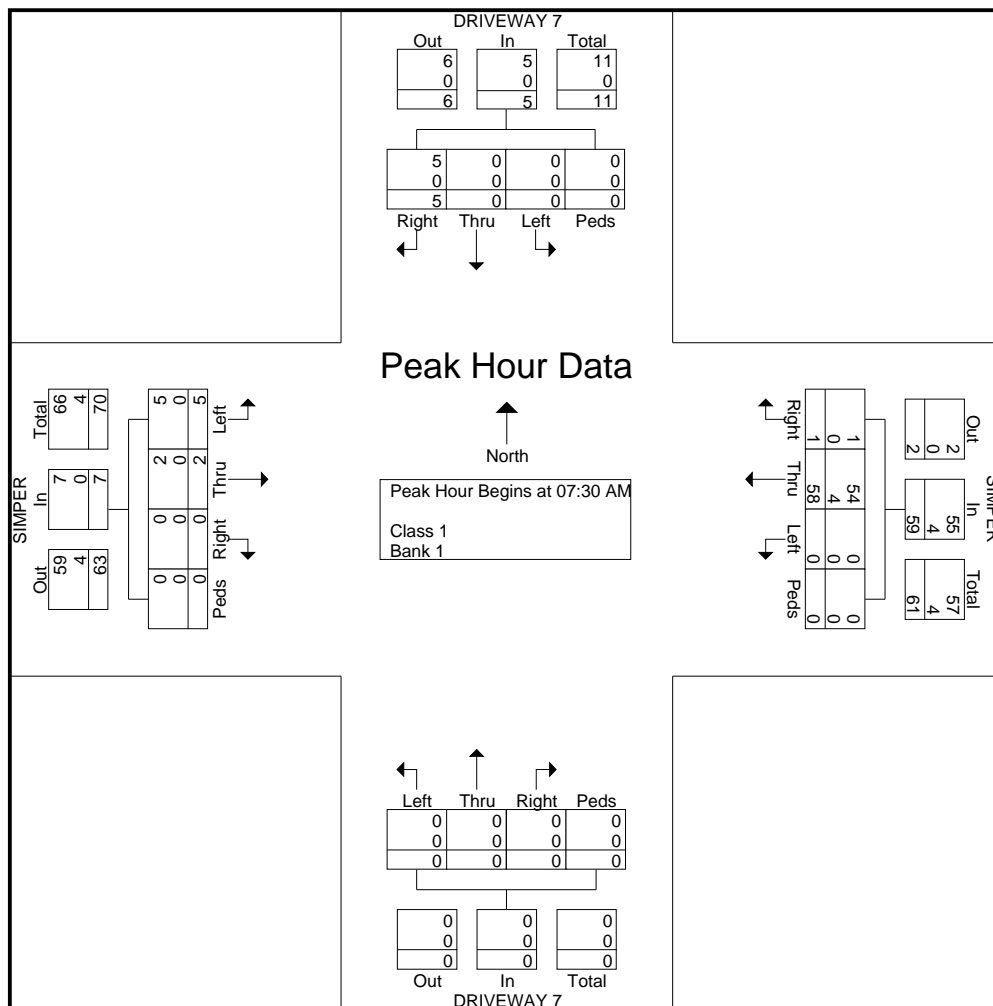 DRIVEWAY 7
Out In Total
6 5 11
0 0 0
6 5 11
5 0 0 0
0 0 0 0
5 0 0 0
Right Thru Left Peds
Peak Hour Data
North
Peak Hour Begins at 07:30 AM
Class 1
Bank 1
SIMPER
Out In Total
59 7 66
4 0 4
63 7 70
Peds Right Thru Left
0 0 2 5
0 0 0 0
0 0 2 5
SIMPER
Out In Total
2 55 57
0 4 4
2 59 61
Right Thru Left Peds
1 54 0 0
0 4 0 0
1 58 0 0
Left Thru Right Peds
0 0 0 0
0 0 0 0
0 0 0 0
0 0 0
0 0 0
0 0 0
Out In Total
DRIVEWAY 7